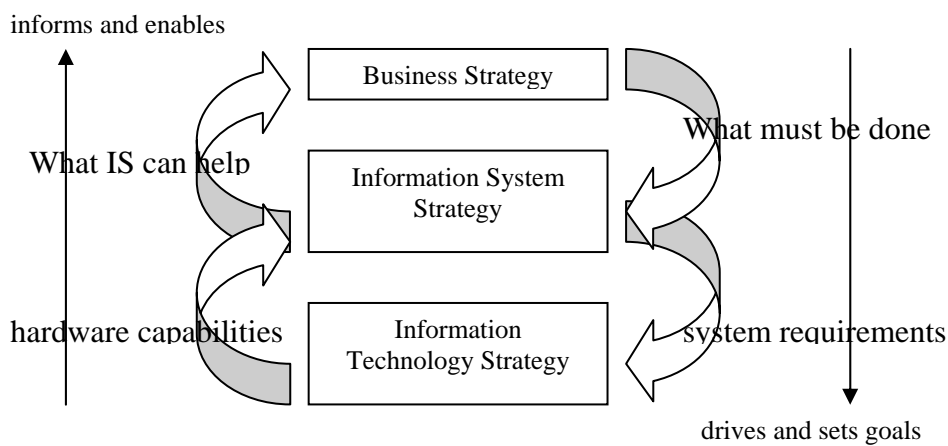 informs and enables
Business Strategy
What must be done
What IS can help
Information System
Strategy
hardware capabilities
Information
Technology Strategy
system requirements
drives and sets goals